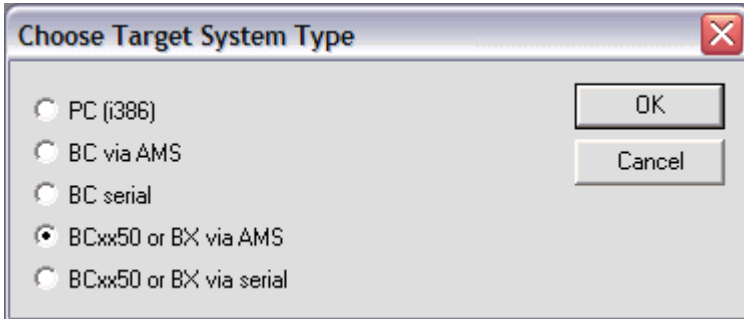 Choose Target System Type
PC (i386)
OK
BC via AMS
Cancel
BC serial
BCxx50 or BX via AMS
BCxx50 or BX via serial